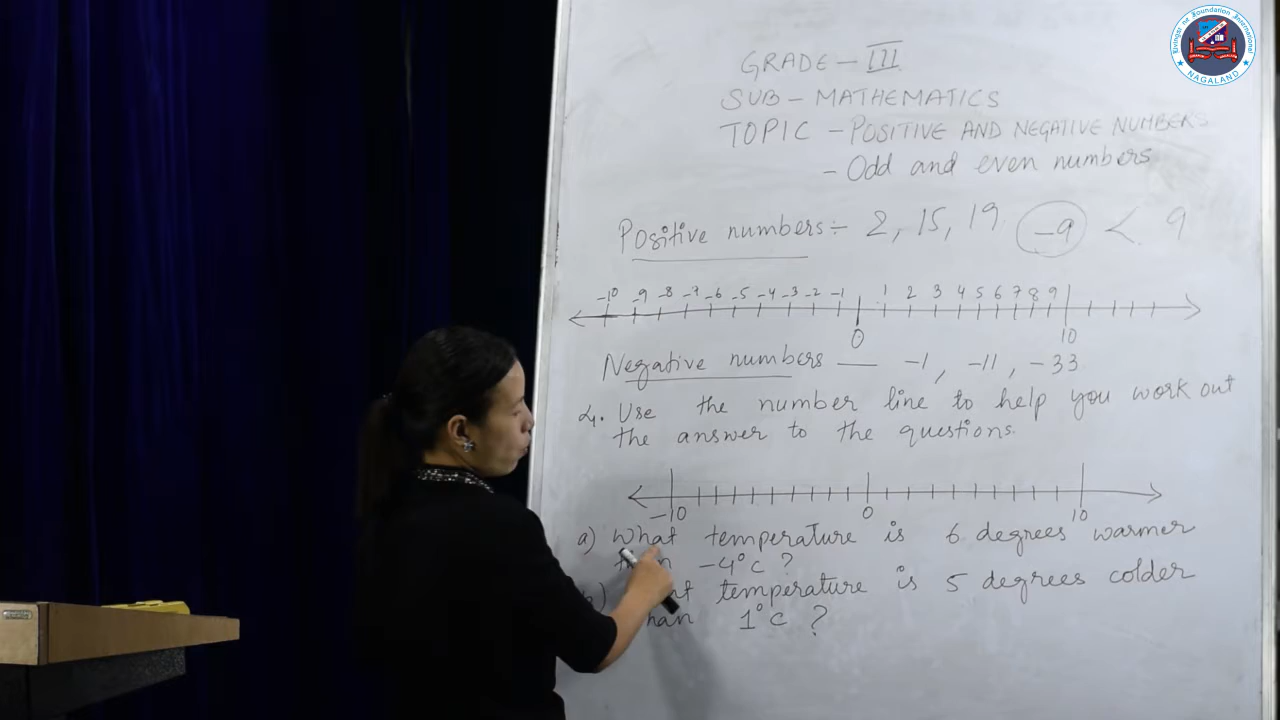 GRADE - III
SUB - MATHEMATICS
TOPIC - POSITIVE AND NEGATIVE NUMBERS
- Odd and even numbers
Positive numbers ÷ 2, 15, 19 -9 < 9
-10 -9 -8 -7 -6 -5 -4 -3 -2 -1 1 2 3 4 5 6 7 8 9
0 10
Negative numbers — -1, -11, -33
Use the number line to help you work out
the answer to the questions.
-10 0 10
a) What temperature is 6 degrees warmer
-4°C ?
b) temperature is 5 degrees colder
1°C ?
NAGALAND